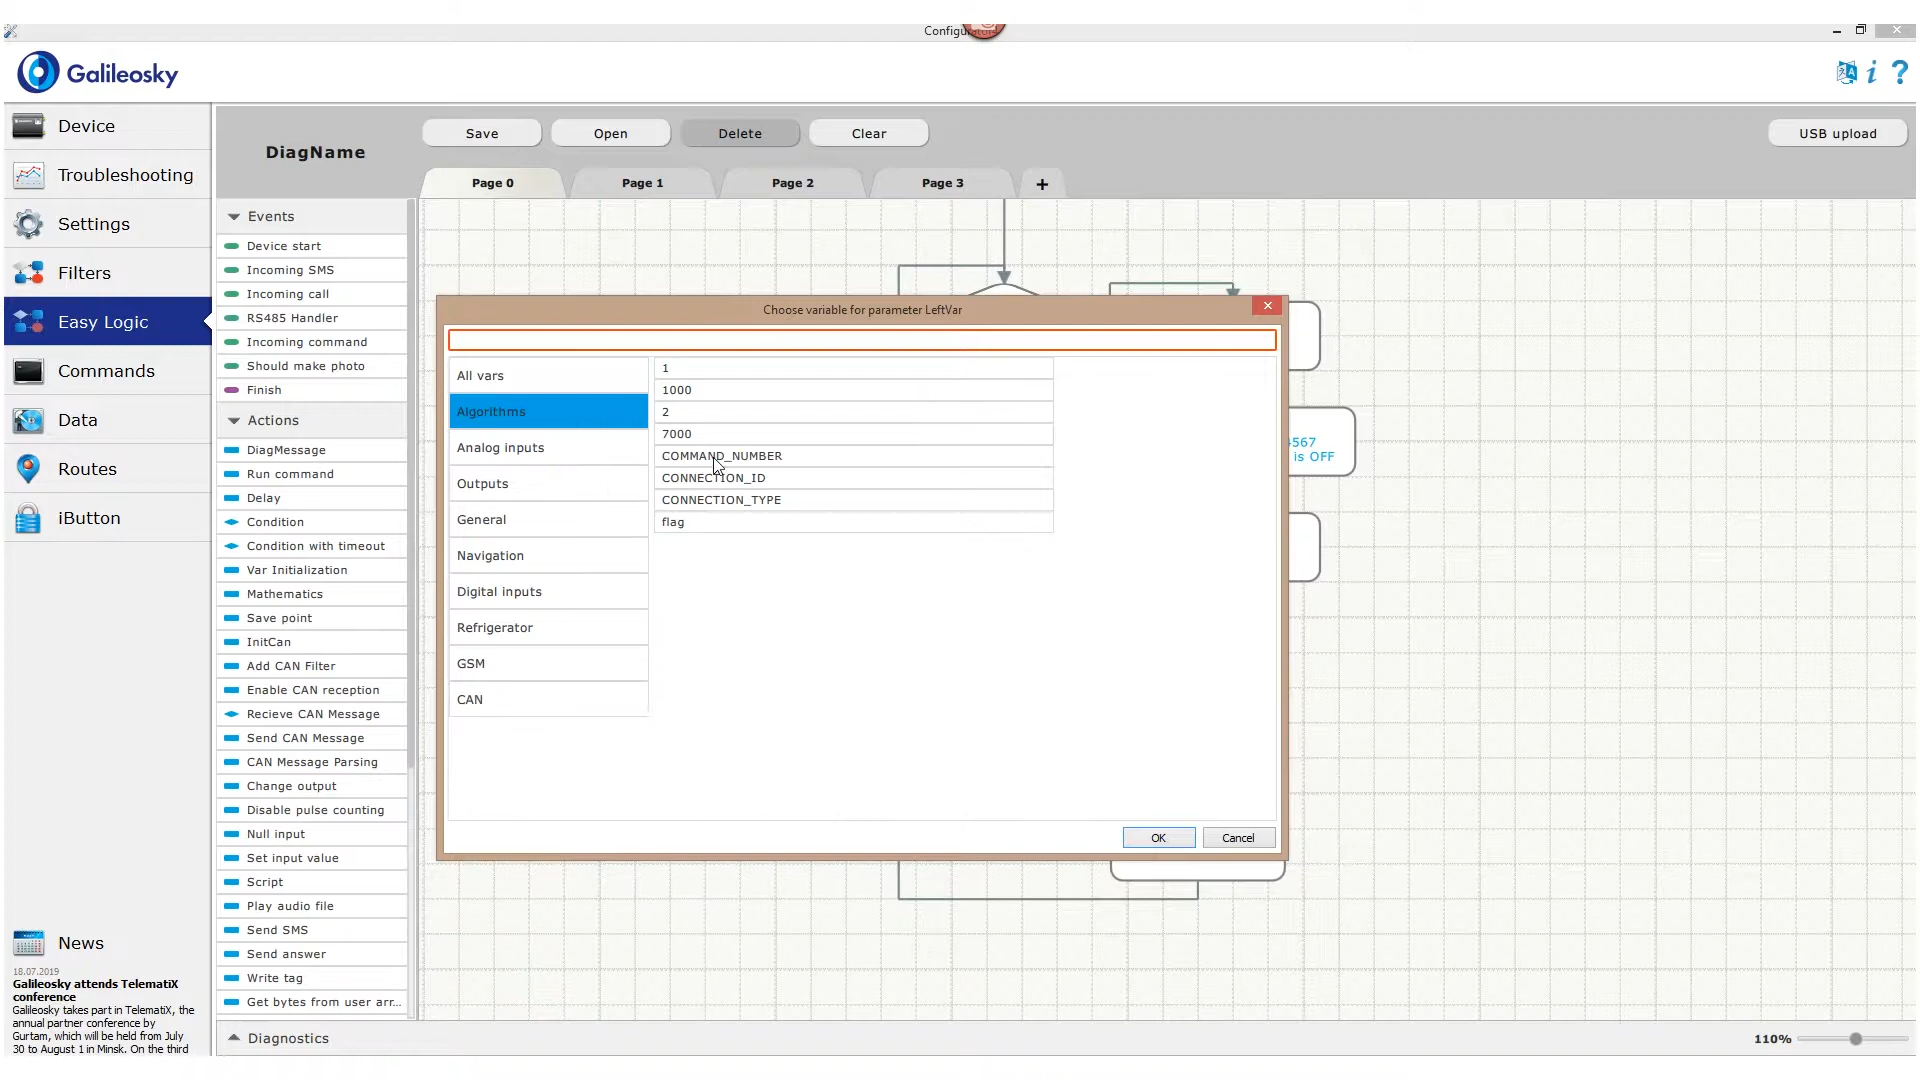 Configurator
Galileosky
Device
Troubleshooting
Settings
Filters
Easy Logic
Commands
Data
Routes
iButton
News
18.07.2019
Galileosky attends TelematiX
conference
Galileosky takes part in TelematiX, the
annual partner conference by
Gurtam, which will be held from July
30 to August 1 in Minsk. On the third
DiagName
Save
Open
Delete
Clear
USB upload
Page 0
Page 1
Page 2
Page 3
+
Events
Device start
Incoming SMS
Incoming call
RS485 Handler
Incoming command
Should make photo
Finish
Actions
DiagMessage
Run command
Delay
Condition
Condition with timeout
Var Initialization
Mathematics
Save point
InitCan
Add CAN Filter
Enable CAN reception
Recieve CAN Message
Send CAN Message
CAN Message Parsing
Change output
Disable pulse counting
Null input
Set input value
Script
Play audio file
Send SMS
Send answer
Write tag
Get bytes from user arr...
Choose variable for parameter LeftVar
All vars
Algorithms
Analog inputs
Outputs
General
Navigation
Digital inputs
Refrigerator
GSM
CAN
1
1000
2
7000
COMMAND_NUMBER
CONNECTION_ID
CONNECTION_TYPE
flag
OK
Cancel
4567
is OFF
Diagnostics
110%